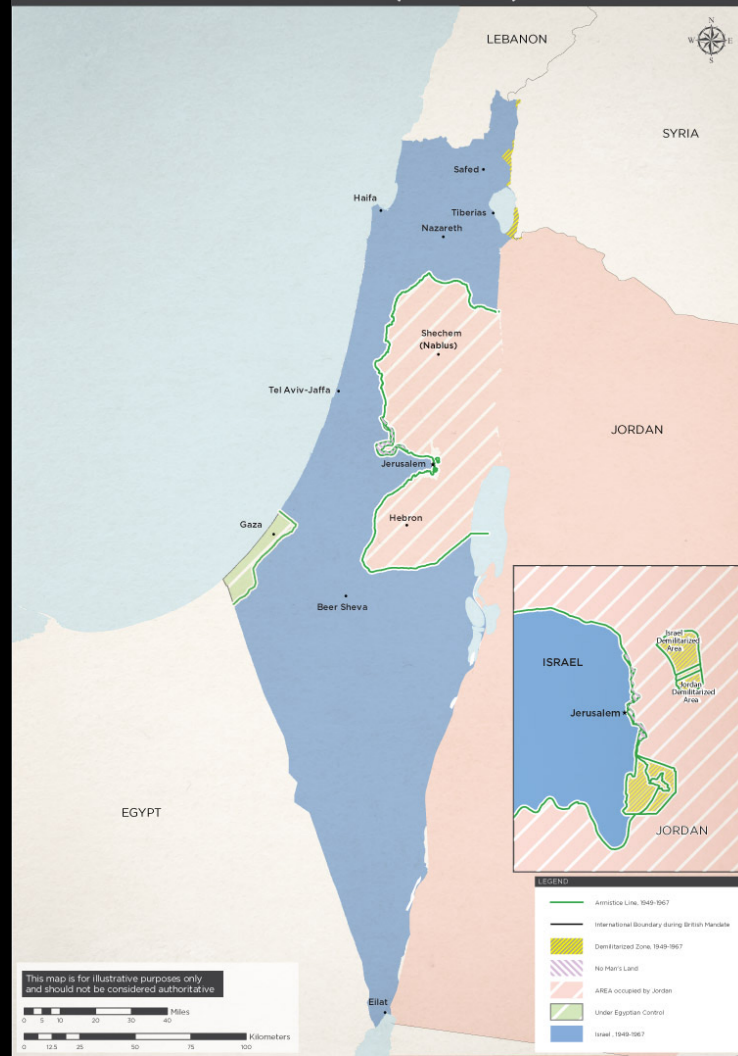 LEBANON
N
W E
S
SYRIA
Safed
Haifa
Tiberias
Nazareth
Shechem
(Nablus)
Tel Aviv-Jaffa
JORDAN
Jerusalem
Hebron
Gaza
Beer Sheva
Israel
Demilitarized
Area
ISRAEL
Jordan
Demilitarized
Area
Jerusalem
EGYPT
JORDAN
LEGEND
Armistice Line, 1949-1967
International Boundary during British Mandate
Demilitarized Zone, 1949-1967
No Man's Land
AREA occupied by Jordan
Under Egyptian Control
Israel, 1949-1967
This map is for illustrative purposes only
and should not be considered authoritative
Miles
0 5 10 20 30 40
Kilometers
0 12.5 25 50 75 100
Eilat